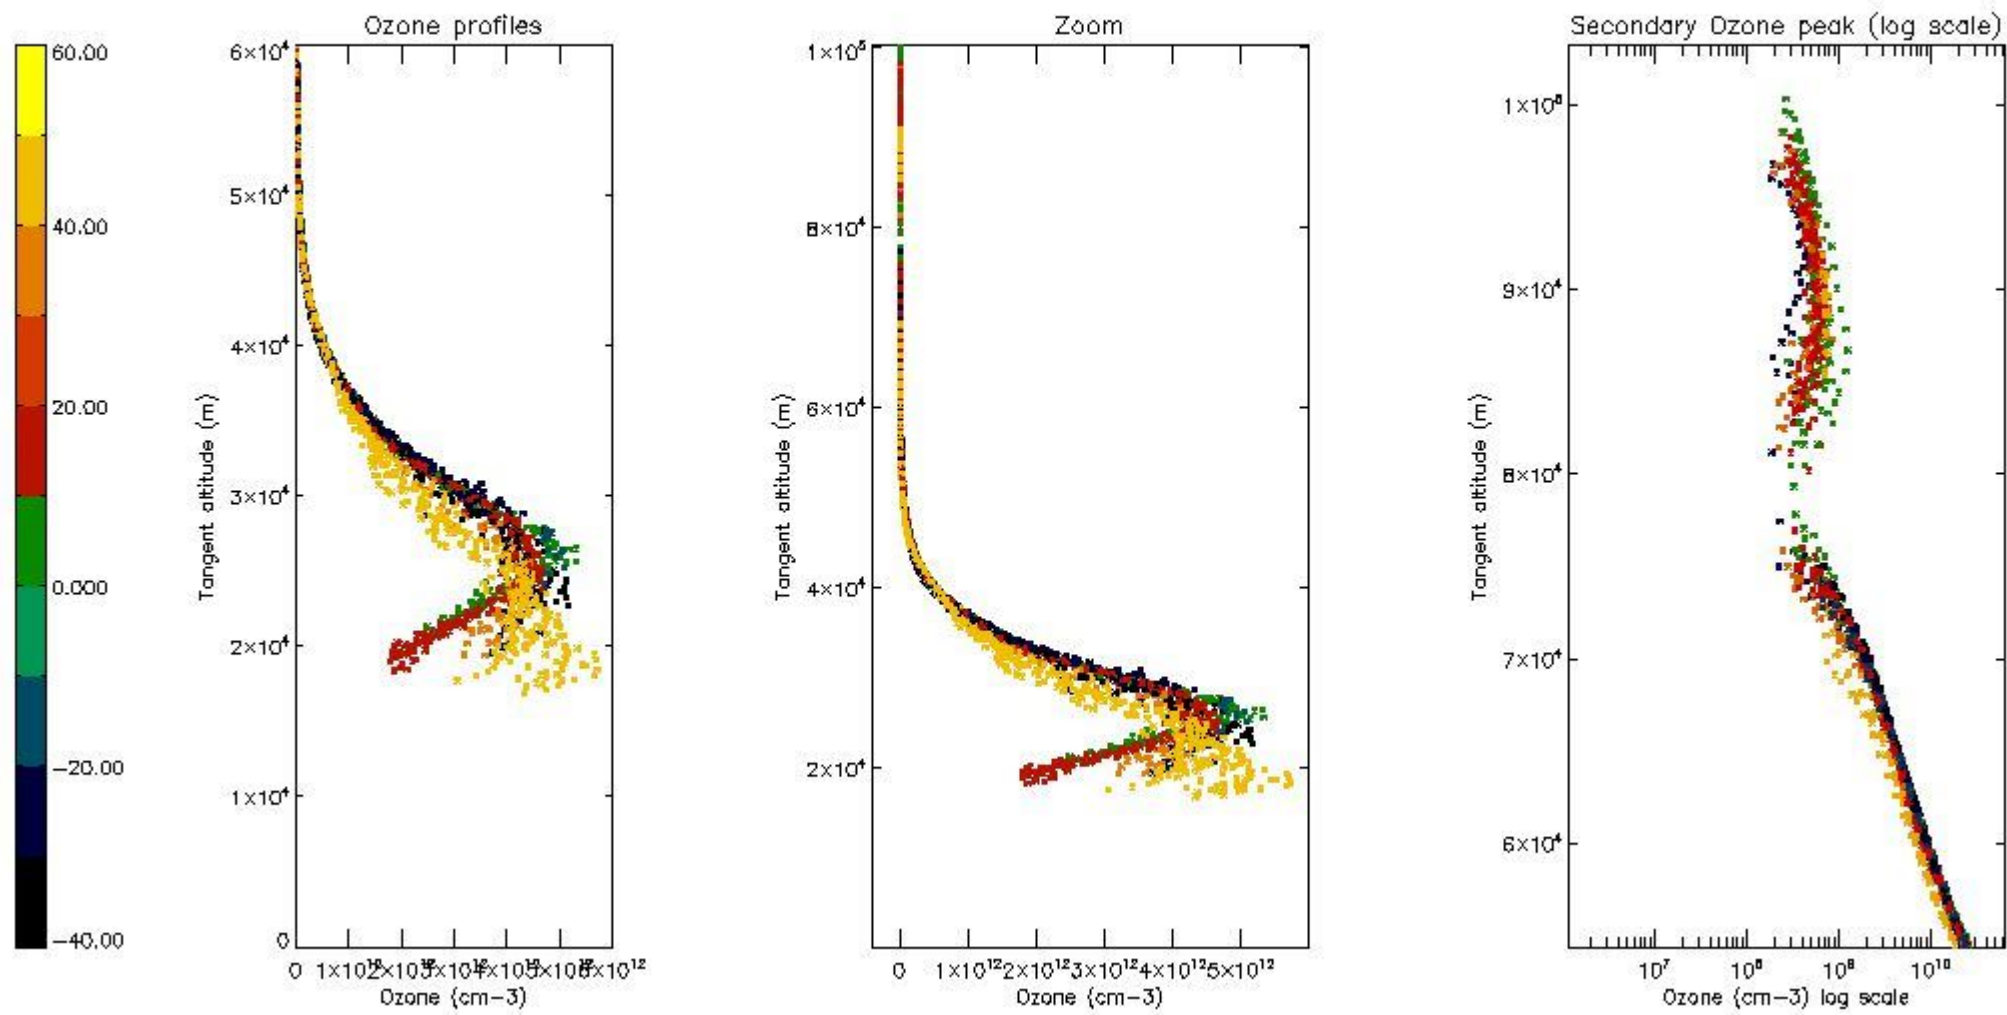 Ozone profiles
Zoom
Secondary Ozone peak (log scale)
60.00
40.00
20.00
0.000
-20.00
-40.00
6×10⁴
5×10⁴
4×10⁴
3×10⁴
2×10⁴
1×10⁴
0
Tangent altitude (m)
0 1×10¹²
6×10¹²
Ozone (cm-3)
1×10⁵
8×10⁴
6×10⁴
4×10⁴
2×10⁴
Tangent altitude (m)
0 1×10¹² 2×10¹² 3×10¹² 4×10¹² 5×10¹²
Ozone (cm-3)
9×10⁴
8×10⁴
7×10⁴
6×10⁴
Tangent altitude (m)
10⁷ 10¹⁰
Ozone (cm-3) log scale